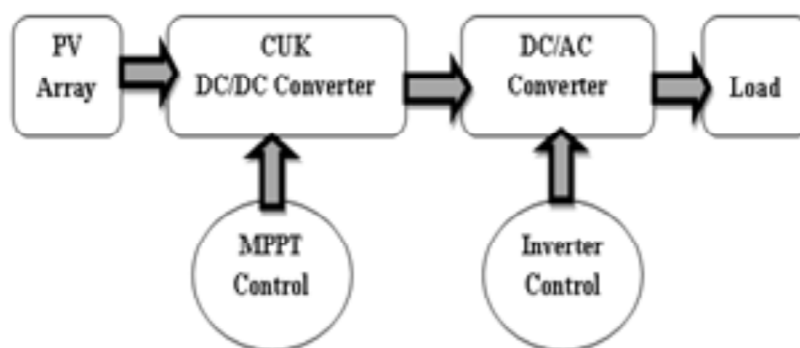 PV
Array
CUK
DC/DC Converter
DC/AC
Converter
Load
MPPT
Control
Inverter
Control